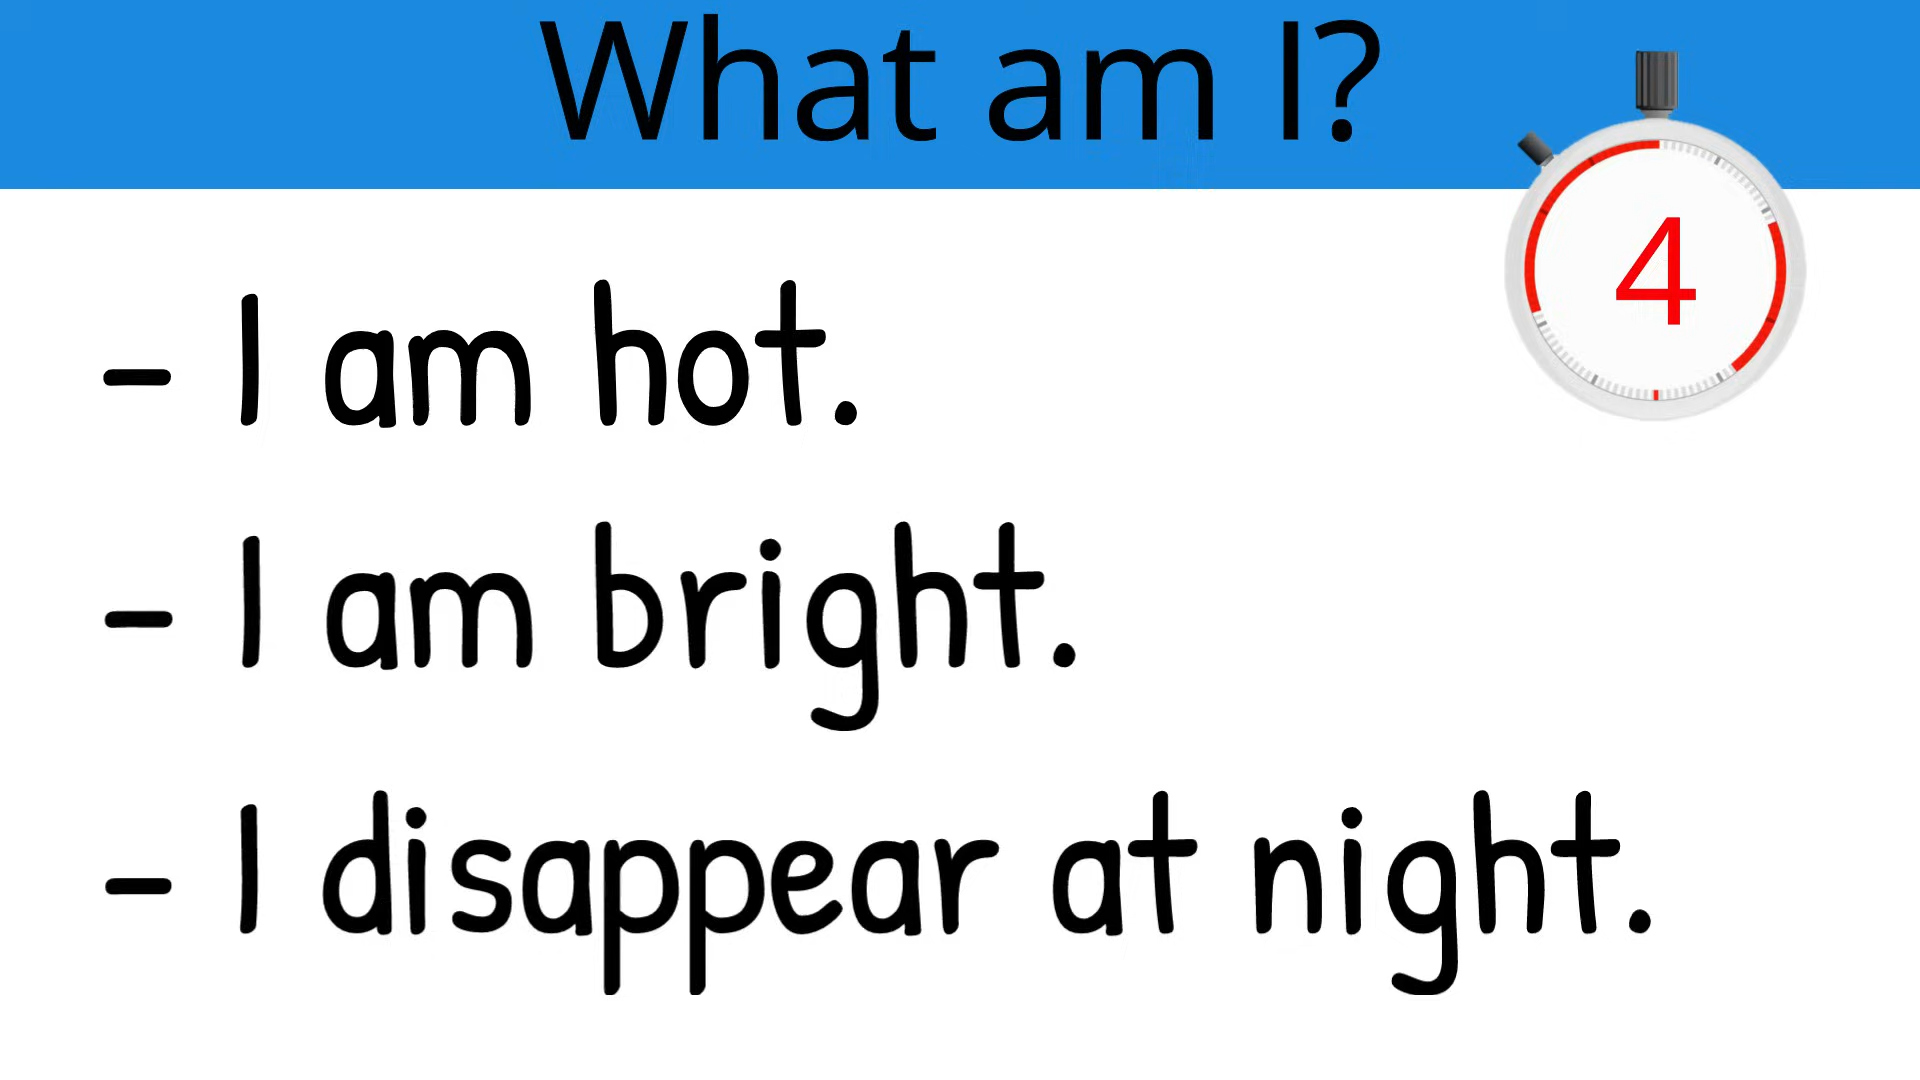 What am I?
4
- I am hot.
- I am bright.
- I disappear at night.